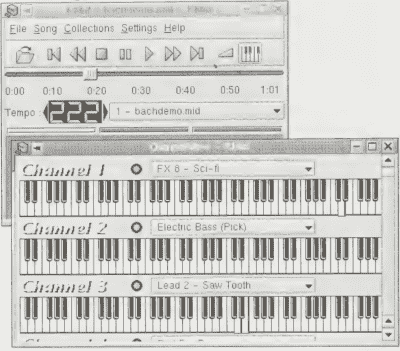 File Song Collections Settings Help
0:00 0:10 0:20 0:30 0:40 0:50 1:01
Tempo : 222 1 - bachdemo.mid
Channel 1 FX 8 - Sci-fi
Channel 2 Electric Bass (Pick)
Channel 3 Lead 2 - Saw Tooth